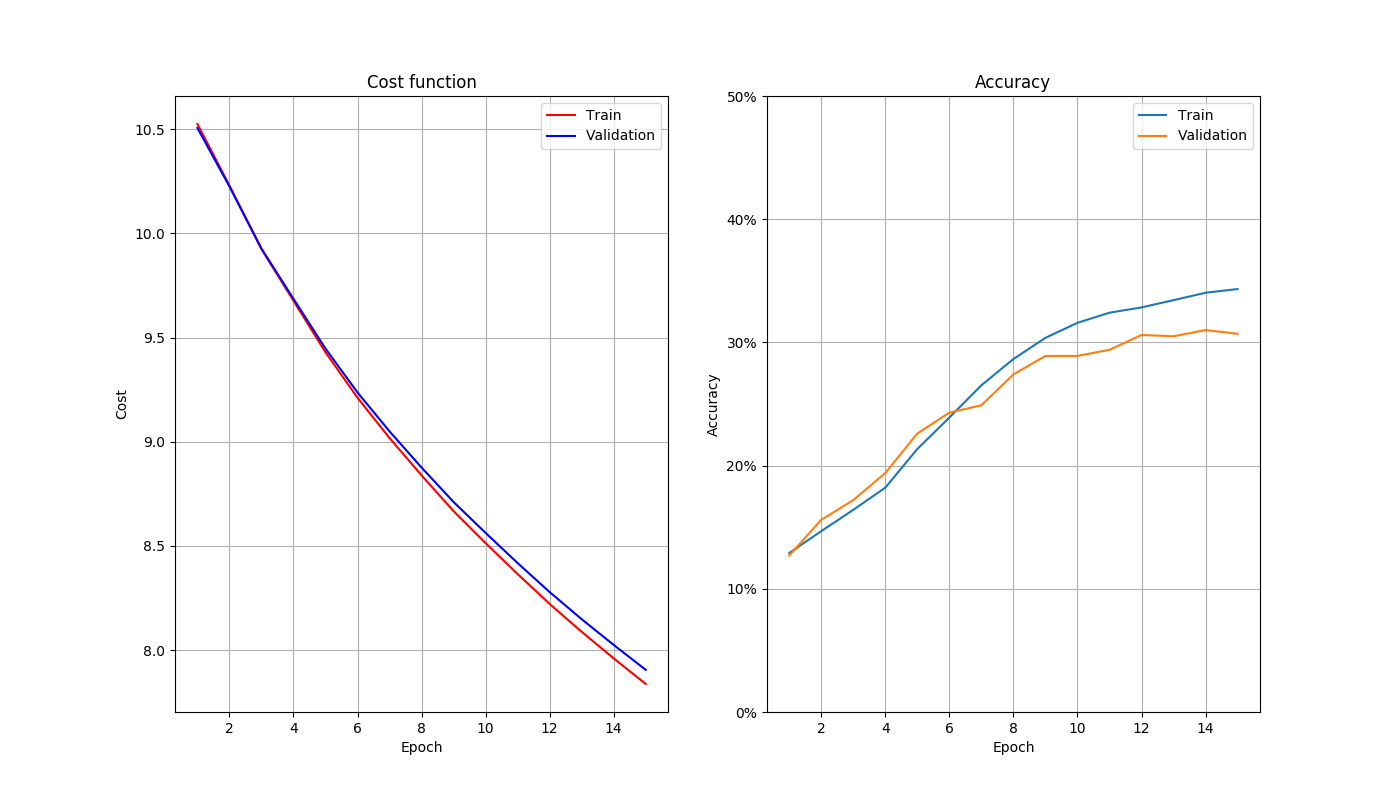 Cost function
Train
Validation
10.5
10.0
9.5
9.0
8.5
8.0
Cost
2 4 6 8 10 12 14
Epoch
Accuracy
Train
Validation
50%
40%
30%
20%
10%
0%
Accuracy
2 4 6 8 10 12 14
Epoch